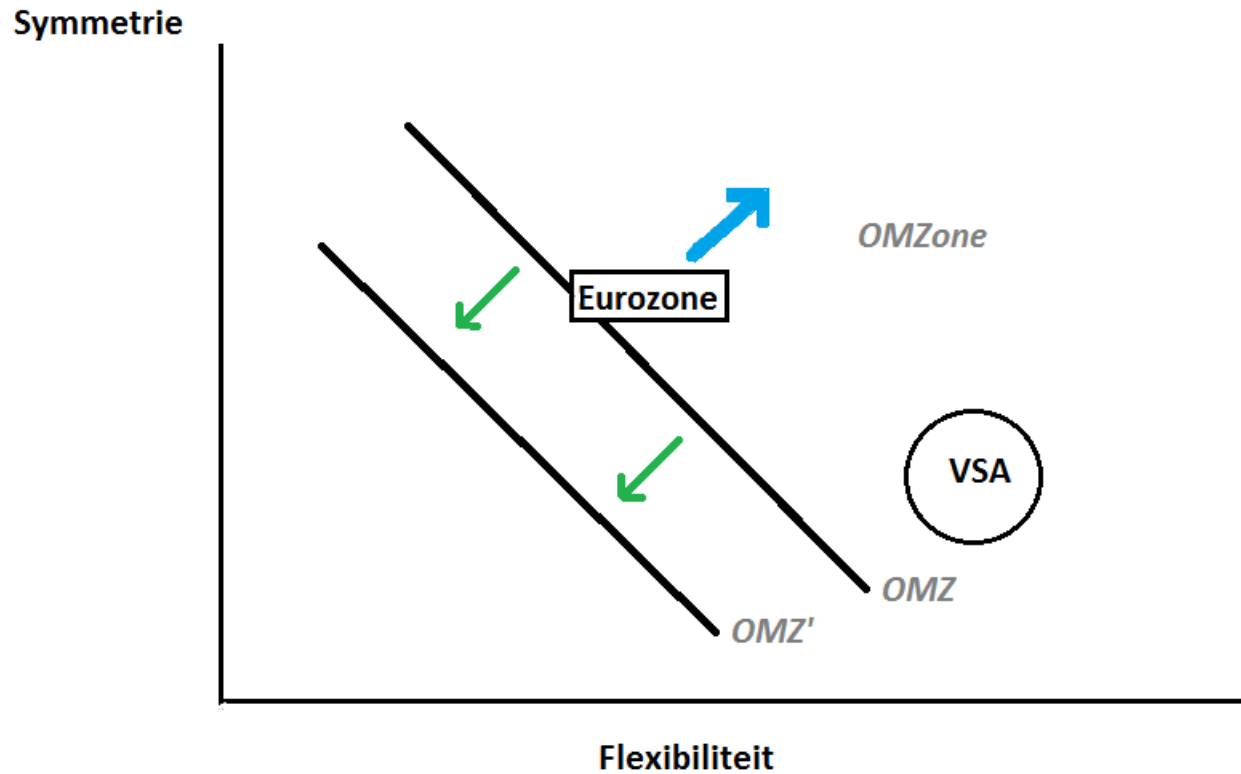 Symmetrie
OMZone
Eurozone
VSA
OMZ
OMZ'
Flexibiliteit